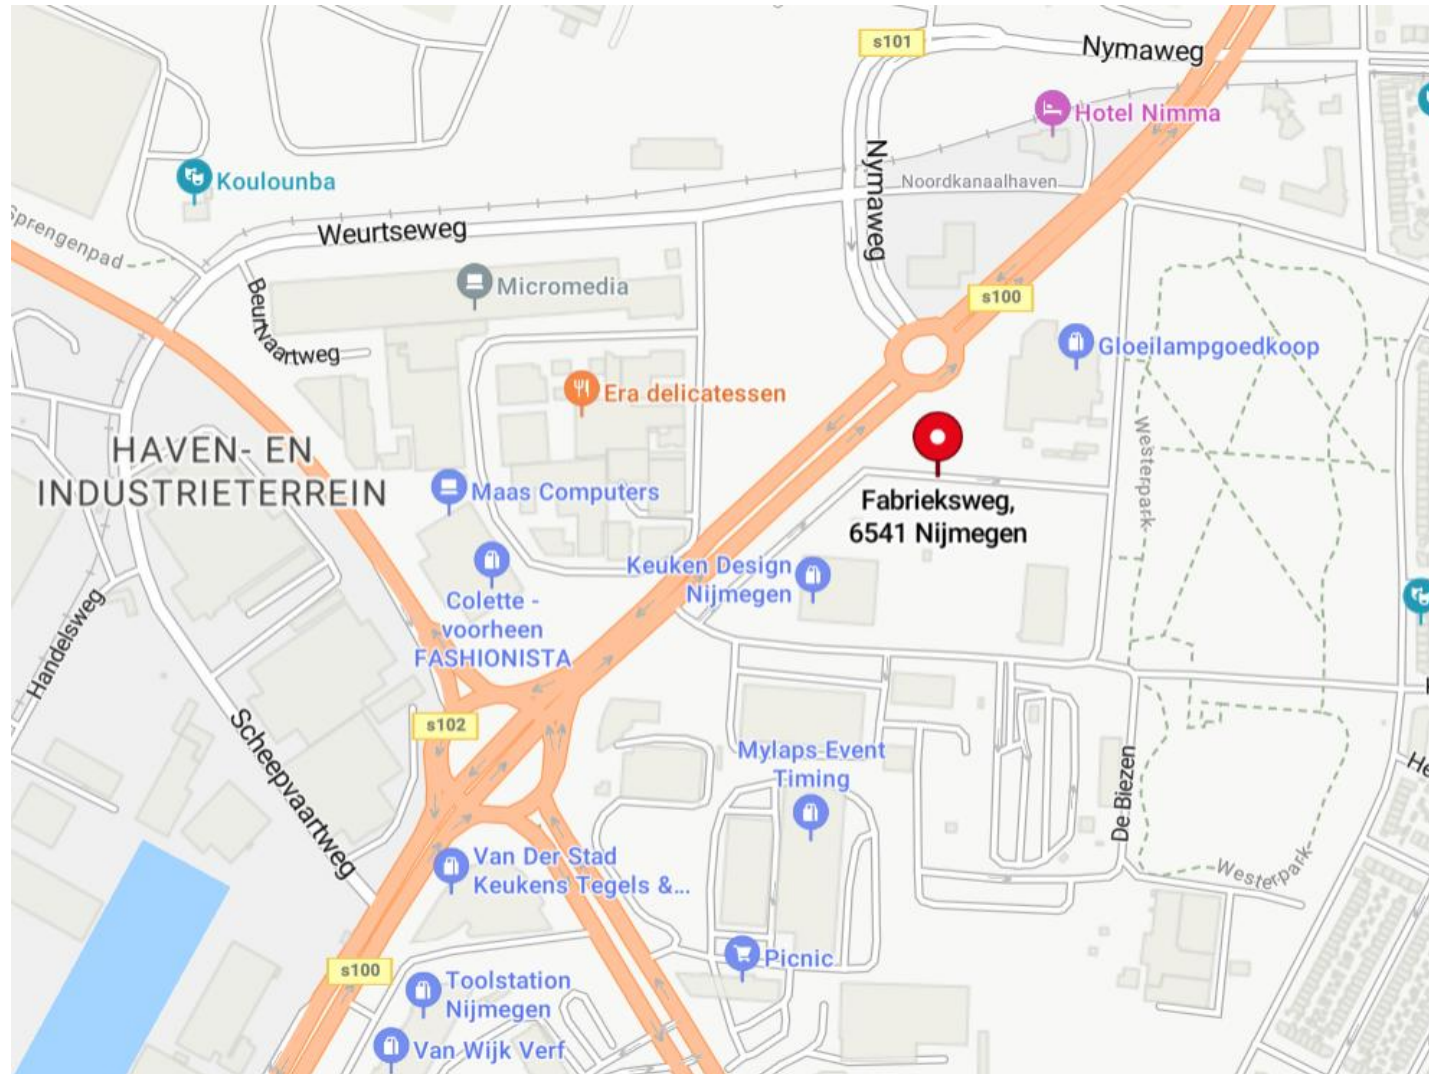 s101
Nymaweg
Hotel Nimma
Koulounba
Nymaweg
Noordkanaalhaven
Sprengenpad
Weurtseweg
Micromedia
Beurtvaartweg
s100
Gloeilampgoedkoop
Era delicatessen
HAVEN- EN
INDUSTRIETERREIN
Maas Computers
Westerpark
Fabrieksweg,
6541 Nijmegen
Keuken Design
Nijmegen
Colette -
voorheen
FASHIONISTA
Handelsweg
Scheepvaartweg
s102
Mylaps Event
Timing
De Biezen
Van Der Stad
Keukens Tegels &...
Westerpark
Picnic
s100
Toolstation
Nijmegen
Van Wijk Verf